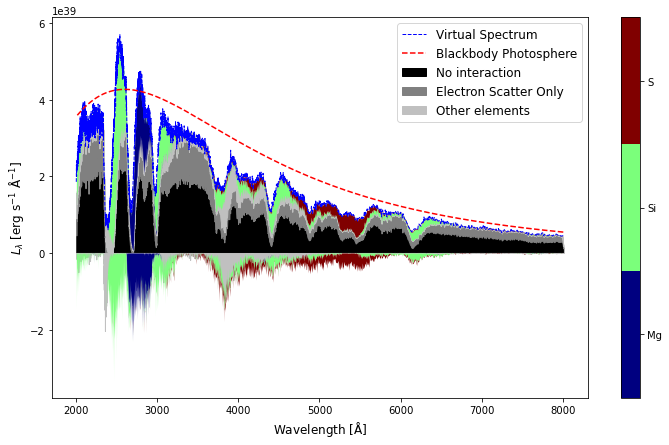 1e39
6
4
2
0
−2
2000 3000 4000 5000 6000 7000 8000
Wavelength [Å]
L_λ [erg s⁻¹ Å⁻¹]
Virtual Spectrum
Blackbody Photosphere
No interaction
Electron Scatter Only
Other elements
S
Si
Mg